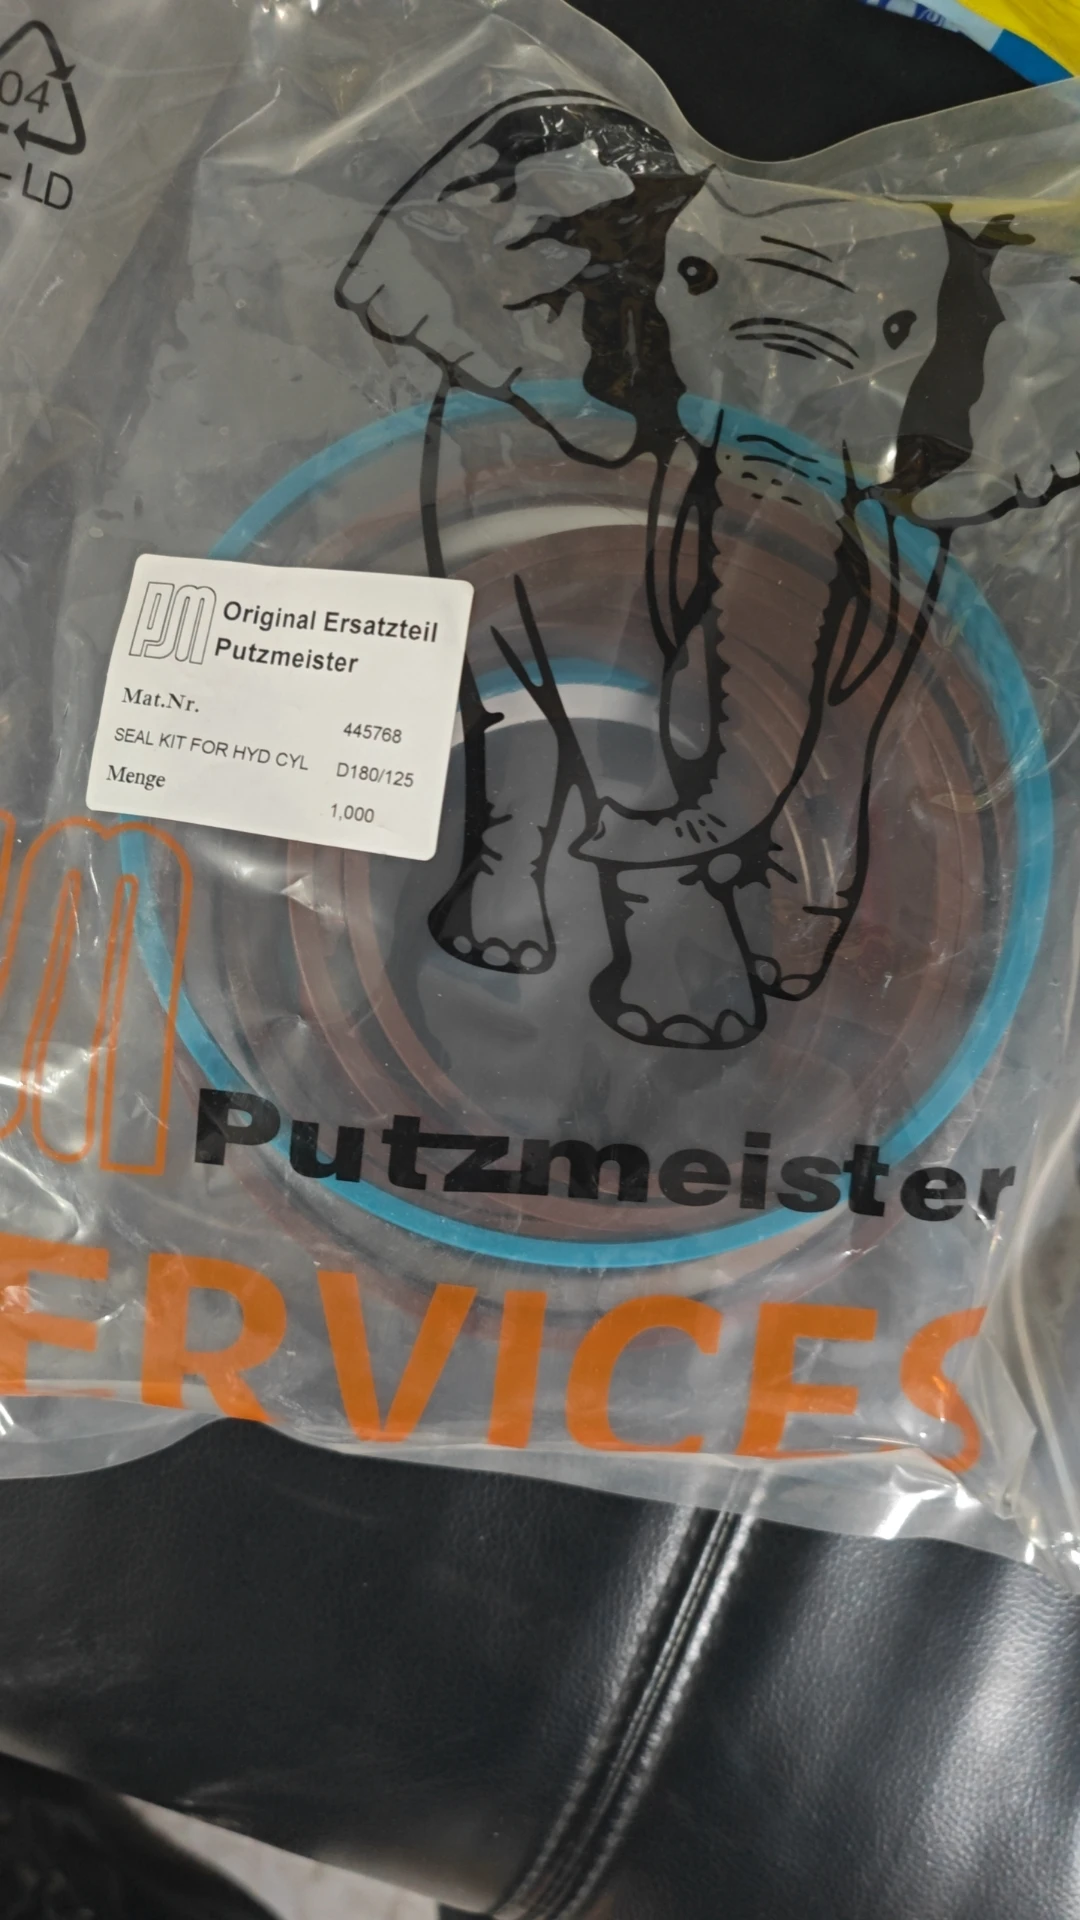 04
LD
PM Original Ersatzteil
Putzmeister
Mat.Nr. 445768
SEAL KIT FOR HYD CYL D180/125
Menge 1,000
Putzmeister
ERVICES